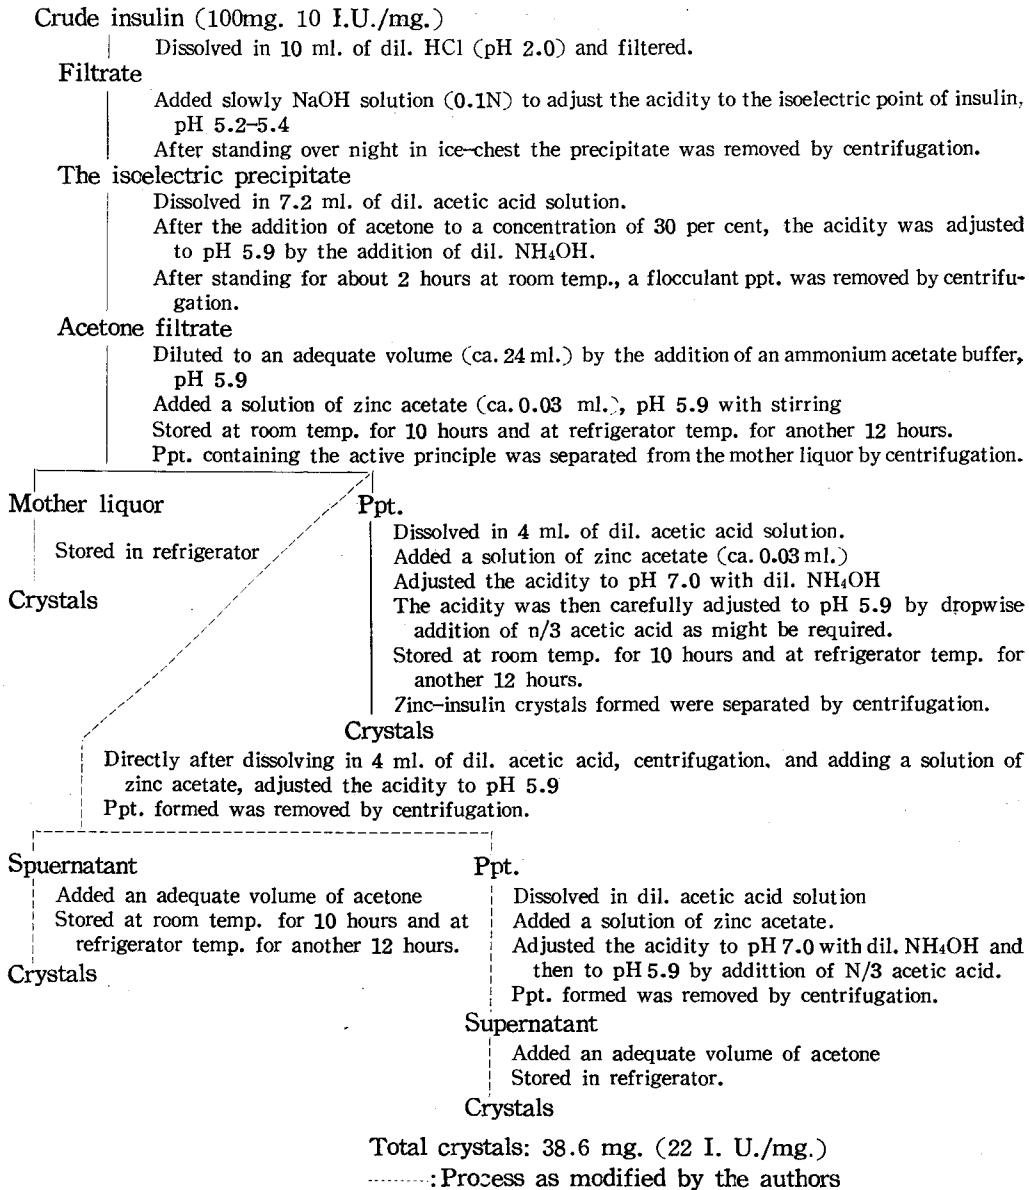 Crude insulin (100mg. 10 I.U./mg.)
Dissolved in 10 ml. of dil. HCl (pH 2.0) and filtered.
Filtrate
Added slowly NaOH solution (0.1N) to adjust the acidity to the isoelectric point of insulin,
pH 5.2–5.4
After standing over night in ice-chest the precipitate was removed by centrifugation.
The isoelectric precipitate
Dissolved in 7.2 ml. of dil. acetic acid solution.
After the addition of acetone to a concentration of 30 per cent, the acidity was adjusted
to pH 5.9 by the addition of dil. NH₄OH.
After standing for about 2 hours at room temp., a flocculant ppt. was removed by centrifu-
gation.
Acetone filtrate
Diluted to an adequate volume (ca. 24 ml.) by the addition of an ammonium acetate buffer,
pH 5.9
Added a solution of zinc acetate (ca. 0.03 ml.), pH 5.9 with stirring
Stored at room temp. for 10 hours and at refrigerator temp. for another 12 hours.
Ppt. containing the active principle was separated from the mother liquor by centrifugation.
Mother liquor
Stored in refrigerator
Crystals
Ppt.
Dissolved in 4 ml. of dil. acetic acid solution.
Added a solution of zinc acetate (ca. 0.03 ml.)
Adjusted the acidity to pH 7.0 with dil. NH₄OH
The acidity was then carefully adjusted to pH 5.9 by dropwise
addition of n/3 acetic acid as might be required.
Stored at room temp. for 10 hours and at refrigerator temp. for
another 12 hours.
Zinc-insulin crystals formed were separated by centrifugation.
Crystals
Directly after dissolving in 4 ml. of dil. acetic acid, centrifugation, and adding a solution of
zinc acetate, adjusted the acidity to pH 5.9
Ppt. formed was removed by centrifugation.
Spuernatant
Added an adequate volume of acetone
Stored at room temp. for 10 hours and at
refrigerator temp. for another 12 hours.
Crystals
Ppt.
Dissolved in dil. acetic acid solution
Added a solution of zinc acetate.
Adjusted the acidity to pH 7.0 with dil. NH₄OH and
then to pH 5.9 by addittion of N/3 acetic acid.
Ppt. formed was removed by centrifugation.
Supernatant
Added an adequate volume of acetone
Stored in refrigerator.
Crystals
Total crystals: 38.6 mg. (22 I. U./mg.)
---------: Process as modified by the authors